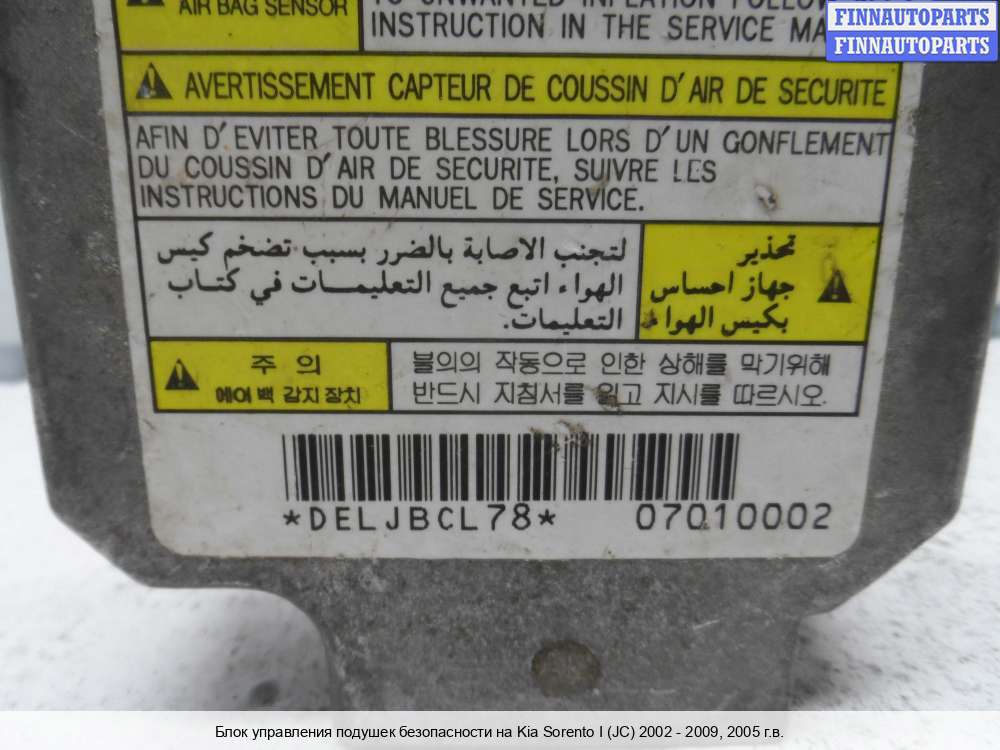 AIR BAG SENSOR
TO UNWANTED INFLATION FOLLOW
INSTRUCTION IN THE SERVICE MA
FINNAUTOPARTS
FINNAUTOPARTS
AVERTISSEMENT CAPTEUR DE COUSSIN D'AIR DE SECURITE
AFIN D'EVITER TOUTE BLESSURE LORS D'UN GONFLEMENT
DU COUSSIN D'AIR DE SECURITE, SUIVRE LES
INSTRUCTIONS DU MANUEL DE SERVICE.
تحذير
جهاز احساس
بكيس الهواء
لتجنب الاصابة بالضرر بسبب تضخم كيس
الهواء اتبع جميع التعليمات في كتاب
التعليمات.
주 의
에어 백 감지 장치
불의의 작동으로 인한 상해를 막기위해
반드시 지침서를 읽고 지시를 따르시오.
*DELJBCL78* 07010002
Блок управления подушек безопасности на Kia Sorento I (JC) 2002 - 2009, 2005 г.в.